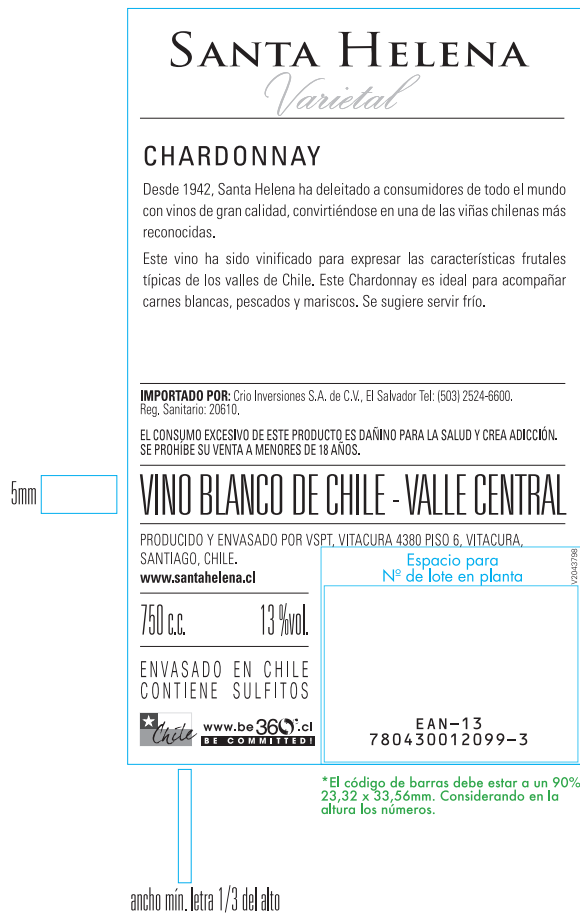 SANTA HELENA
Varietal
CHARDONNAY
Desde 1942, Santa Helena ha deleitado a consumidores de todo el mundo
con vinos de gran calidad, convirtiéndose en una de las viñas chilenas más
reconocidas.
Este vino ha sido vinificado para expresar las características frutales
típicas de los valles de Chile. Este Chardonnay es ideal para acompañar
carnes blancas, pescados y mariscos. Se sugiere servir frío.
IMPORTADO POR: Crio Inversiones S.A. de C.V., El Salvador Tel: (503) 2524-6600.
Reg. Sanitario: 20610.
EL CONSUMO EXCESIVO DE ESTE PRODUCTO ES DAÑINO PARA LA SALUD Y CREA ADICCIÓN.
SE PROHÍBE SU VENTA A MENORES DE 18 AÑOS.
5mm
VINO BLANCO DE CHILE - VALLE CENTRAL
PRODUCIDO Y ENVASADO POR VSPT, VITACURA 4380 PISO 6, VITACURA,
SANTIAGO, CHILE.
www.santahelena.cl
Espacio para
Nº de lote en planta
V2043798
750 c.c. 13 %vol.
ENVASADO EN CHILE
CONTIENE SULFITOS
Chile
www.be360°.cl
BE COMMITTED!
EAN-13
780430012099-3
*El código de barras debe estar a un 90%
23,32 x 33,56mm. Considerando en la
altura los números.
ancho mín. letra 1/3 del alto